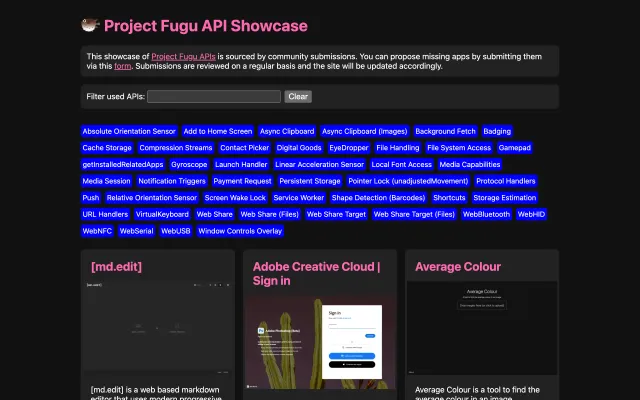 Project Fugu API Showcase
This showcase of Project Fugu APIs is sourced by community submissions. You can propose missing apps by submitting them
via this form. Submissions are reviewed on a regular basis and the site will be updated accordingly.
Filter used APIs: Clear
Absolute Orientation Sensor Add to Home Screen Async Clipboard Async Clipboard (Images) Background Fetch Badging
Cache Storage Compression Streams Contact Picker Digital Goods EyeDropper File Handling File System Access Gamepad
getInstalledRelatedApps Gyroscope Launch Handler Linear Acceleration Sensor Local Font Access Media Capabilities
Media Session Notification Triggers Payment Request Persistent Storage Pointer Lock (unadjustedMovement) Protocol Handlers
Push Relative Orientation Sensor Screen Wake Lock Service Worker Shape Detection (Barcodes) Shortcuts Storage Estimation
URL Handlers VirtualKeyboard Web Share Web Share (Files) Web Share Target Web Share Target (Files) WebBluetooth WebHID
WebNFC WebSerial WebUSB Window Controls Overlay
[md.edit]
[md.edit] is a web based markdown
editor that uses modern progressive
Adobe Creative Cloud |
Sign in
Adobe Photoshop (Beta)
Sign in
Average Colour
Average Colour
Average Colour is a tool to find the
average colour in an image.